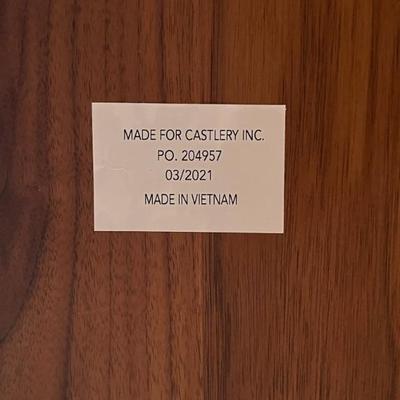 MADE FOR CASTLERY INC.
PO. 204957
03/2021
MADE IN VIETNAM